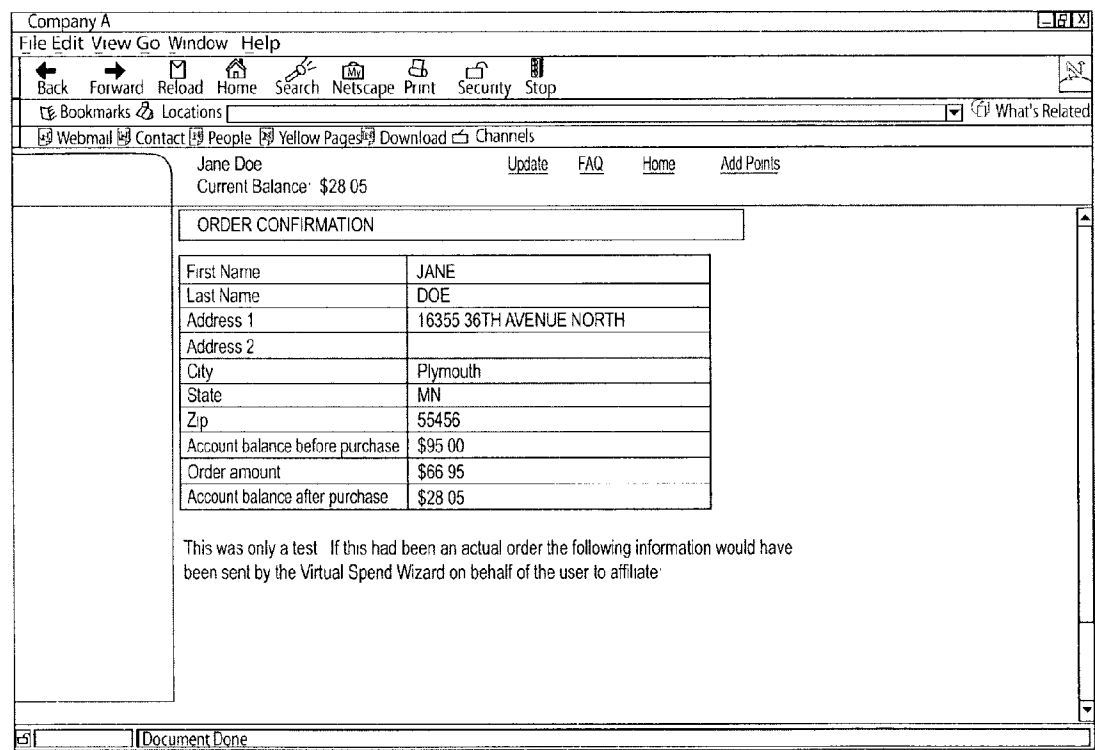 Company A
File Edit View Go Window Help
Back Forward Reload Home Search Netscape Print Security Stop
My
Bookmarks Locations What's Related
Webmail Contact People Yellow Pages Download Channels
Jane Doe Update FAQ Home Add Points
Current Balance: $28 05
ORDER CONFIRMATION
First Name JANE
Last Name DOE
Address 1 16355 36TH AVENUE NORTH
Address 2
City Plymouth
State MN
Zip 55456
Account balance before purchase $95 00
Order amount $66 95
Account balance after purchase $28 05
This was only a test If this had been an actual order the following information would have
been sent by the Virtual Spend Wizard on behalf of the user to affiliate:
Document Done